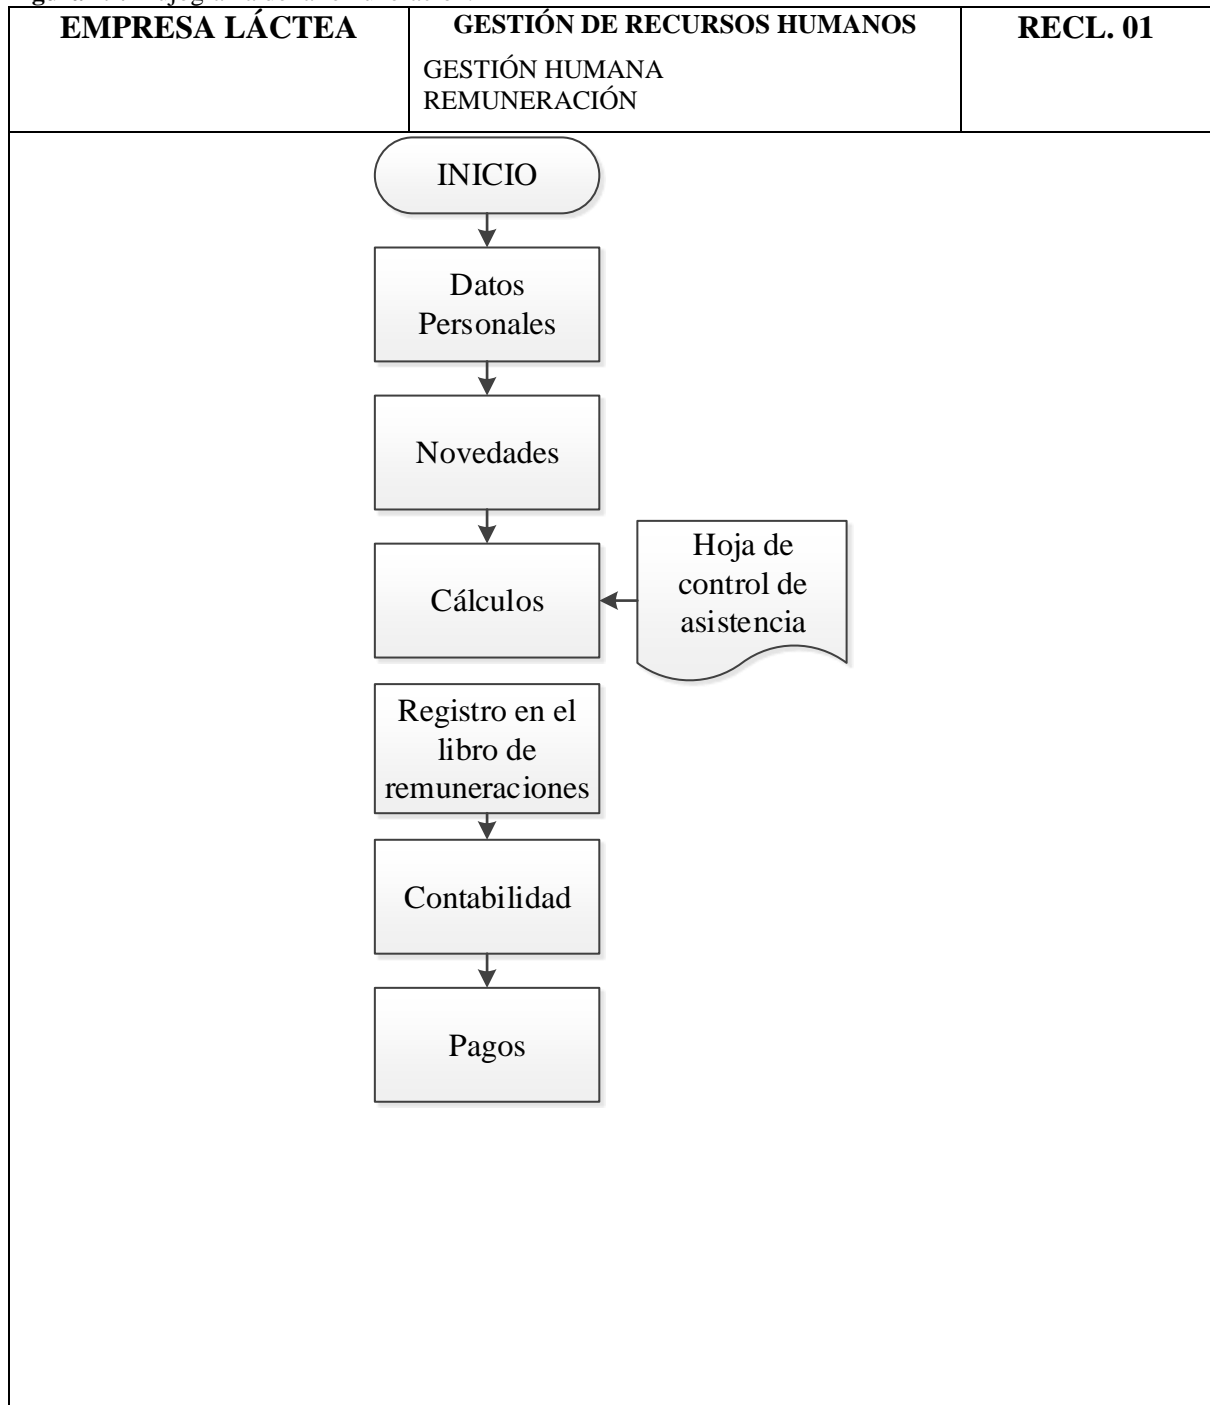 EMPRESA LÁCTEA
GESTIÓN DE RECURSOS HUMANOS
GESTIÓN HUMANA
REMUNERACIÓN
RECL. 01
INICIO
Datos
Personales
Novedades
Cálculos
Hoja de
control de
asistencia
Registro en el
libro de
remuneraciones
Contabilidad
Pagos